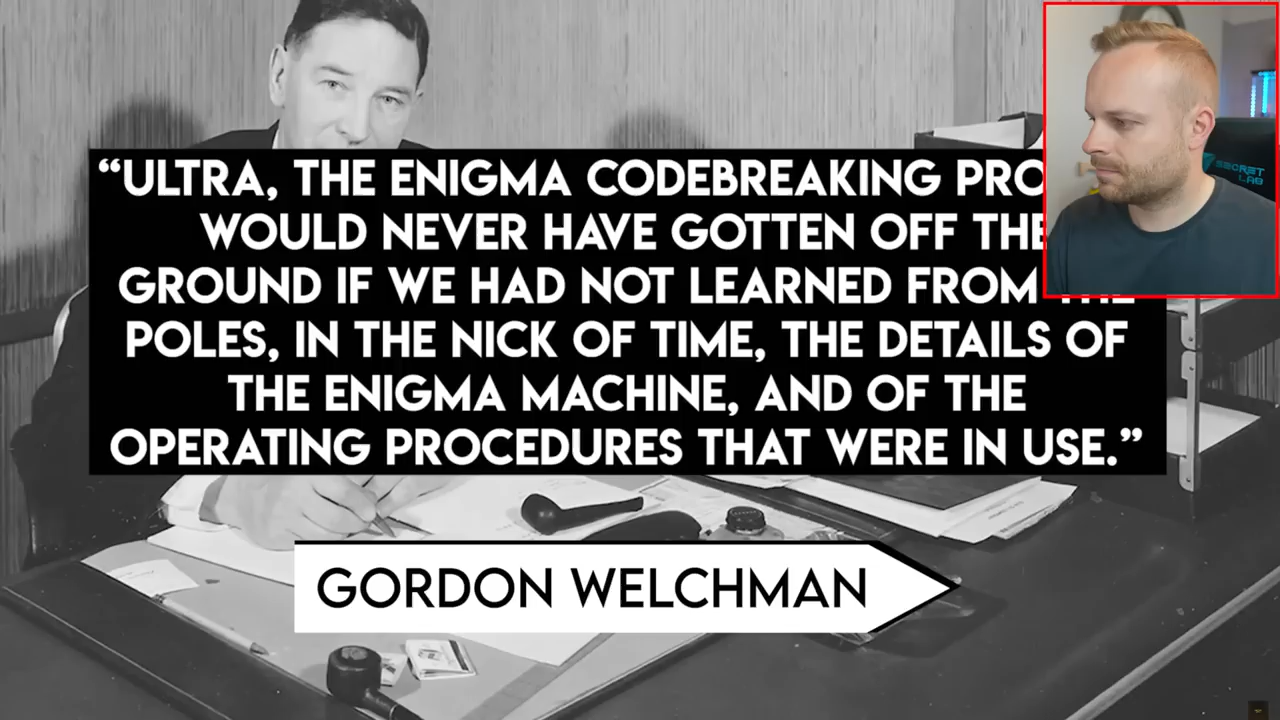 “ULTRA, THE ENIGMA CODEBREAKING
WOULD NEVER HAVE GOTTEN OFF THE
GROUND IF WE HAD NOT LEARNED FROM
POLES, IN THE NICK OF TIME, THE DETAILS OF
THE ENIGMA MACHINE, AND OF THE
OPERATING PROCEDURES THAT WERE IN USE.”
GORDON WELCHMAN
SECRET
LAB